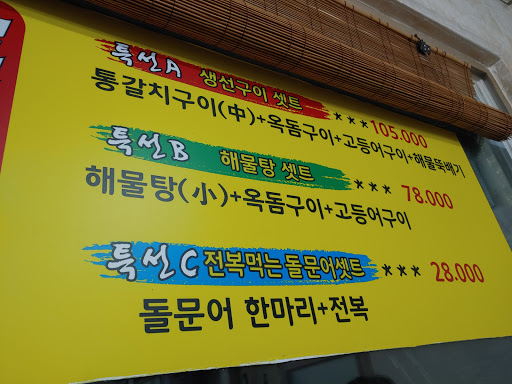 특선A 생선구이 셋트 ★★★105.000
통갈치구이(中)+옥돔구이+고등어구이+해물뚝배기
특선B 해물탕 셋트 ★★★ 78.000
해물탕(小)+옥돔구이+고등어구이
특선C 전복먹는 돌문어셋트 ★★★ 28.000
돌문어 한마리+전복